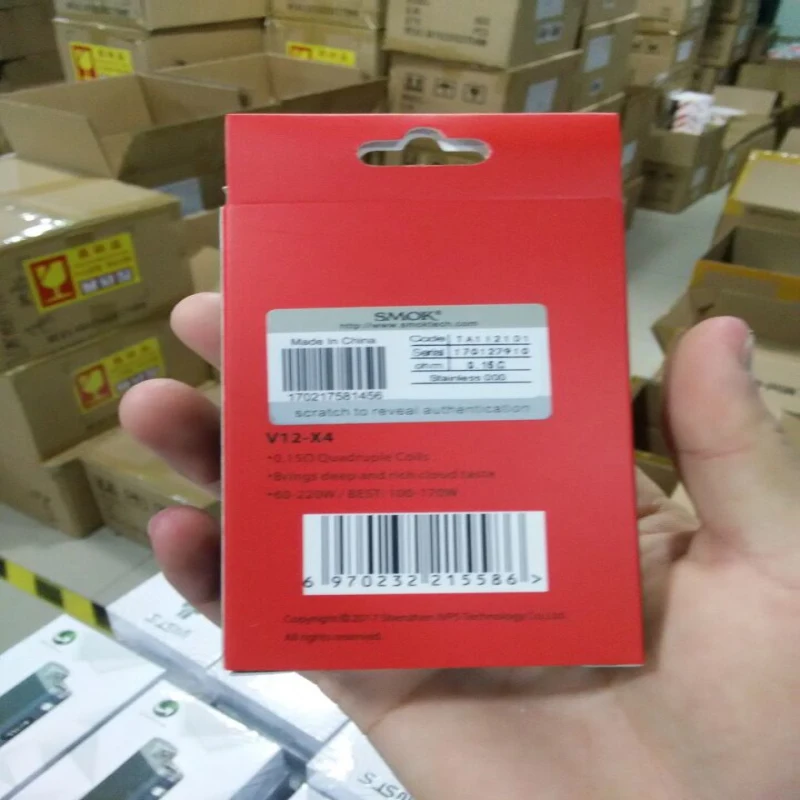 SMOK®
http://www.smoktech.com
Made In China
Code TA112101
Serial 170127910
ohm 0.15Ω
Stainless 000
170217581456
scratch to reveal authentication
V12-X4
•0.15Ω Quadruple Coils
•Brings deep and rich cloud taste
•60-220W / BEST: 100-170W
6 970232 215586 >
Copyright©2017 Shenzhen IVPS Technology Co.,Ltd.
All rights reserved.